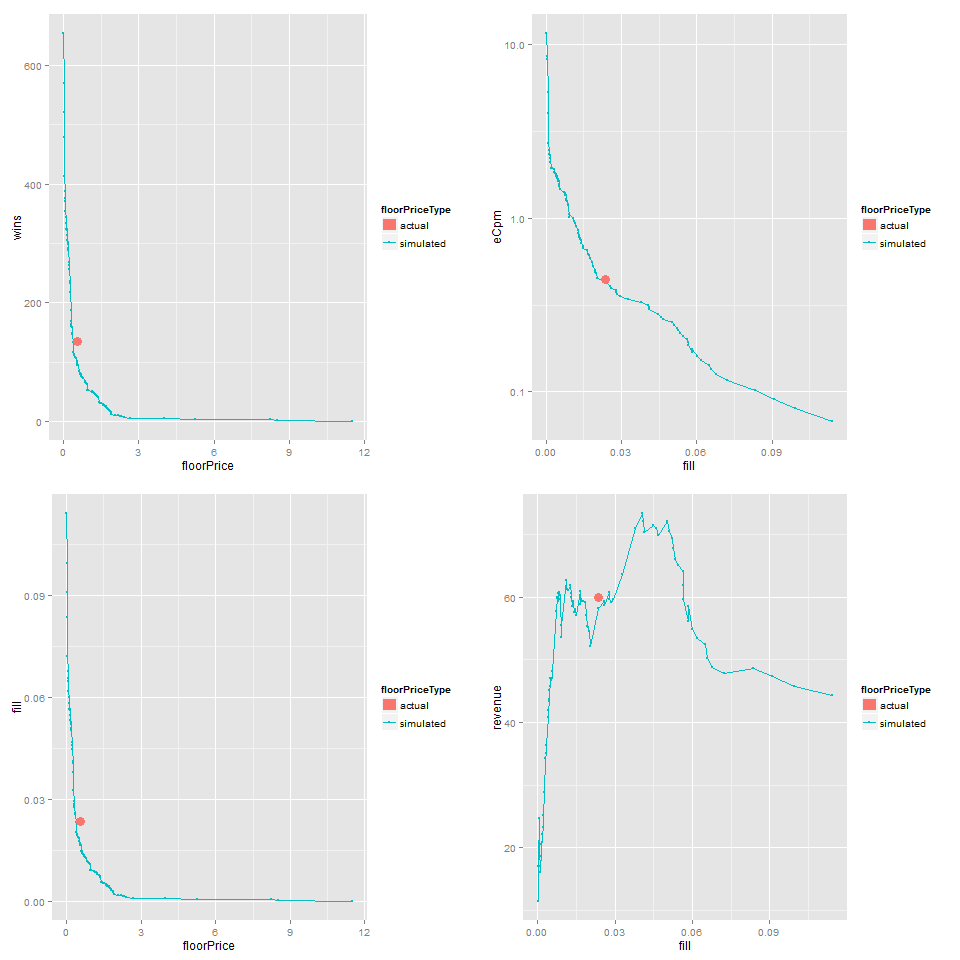 wins
600
400
200
0
0
3
6
9
12
floorPrice
floorPriceType
actual
simulated
eCpm
10.0
1.0
0.1
0.00
0.03
0.06
0.09
fill
floorPriceType
actual
simulated
fill
0.09
0.06
0.03
0.00
0
3
6
9
12
floorPrice
floorPriceType
actual
simulated
revenue
60
40
20
0.00
0.03
0.06
0.09
fill
floorPriceType
actual
simulated